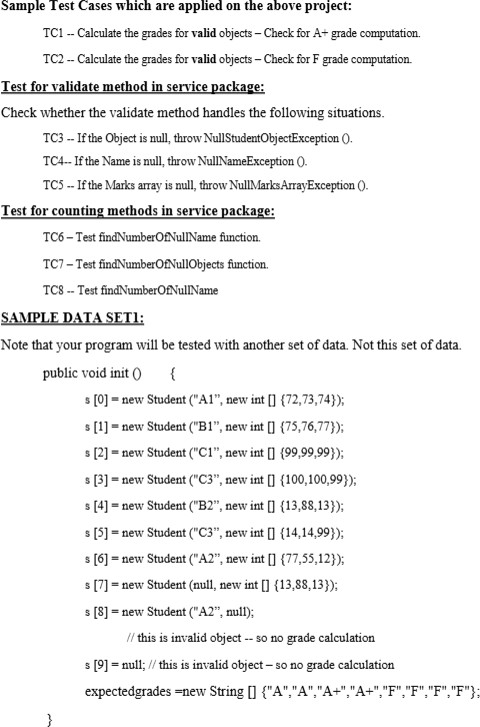 Sample Test Cases which are applied on the above project:
TC1 -- Calculate the grades for valid objects – Check for A+ grade computation.
TC2 -- Calculate the grades for valid objects – Check for F grade computation.
Test for validate method in service package:
Check whether the validate method handles the following situations.
TC3 -- If the Object is null, throw NullStudentObjectException ().
TC4-- If the Name is null, throw NullNameException ().
TC5 -- If the Marks array is null, throw NullMarksArrayException ().
Test for counting methods in service package:
TC6 – Test findNumberOfNullName function.
TC7 – Test findNumberOfNullObjects function.
TC8 -- Test findNumberOfNullName
SAMPLE DATA SET1:
Note that your program will be tested with another set of data. Not this set of data.
public void init () {
s [0] = new Student ("A1”, new int [] {72,73,74});
s [1] = new Student ("B1”, new int [] {75,76,77});
s [2] = new Student ("C1”, new int [] {99,99,99});
s [3] = new Student ("C3”, new int [] {100,100,99});
s [4] = new Student ("B2”, new int [] {13,88,13});
s [5] = new Student ("C3”, new int [] {14,14,99});
s [6] = new Student ("A2”, new int [] {77,55,12});
s [7] = new Student (null, new int [] {13,88,13});
s [8] = new Student ("A2”, null);
// this is invalid object -- so no grade calculation
s [9] = null; // this is invalid object – so no grade calculation
expectedgrades =new String [] {"A","A","A+","A+","F","F","F","F"};
}